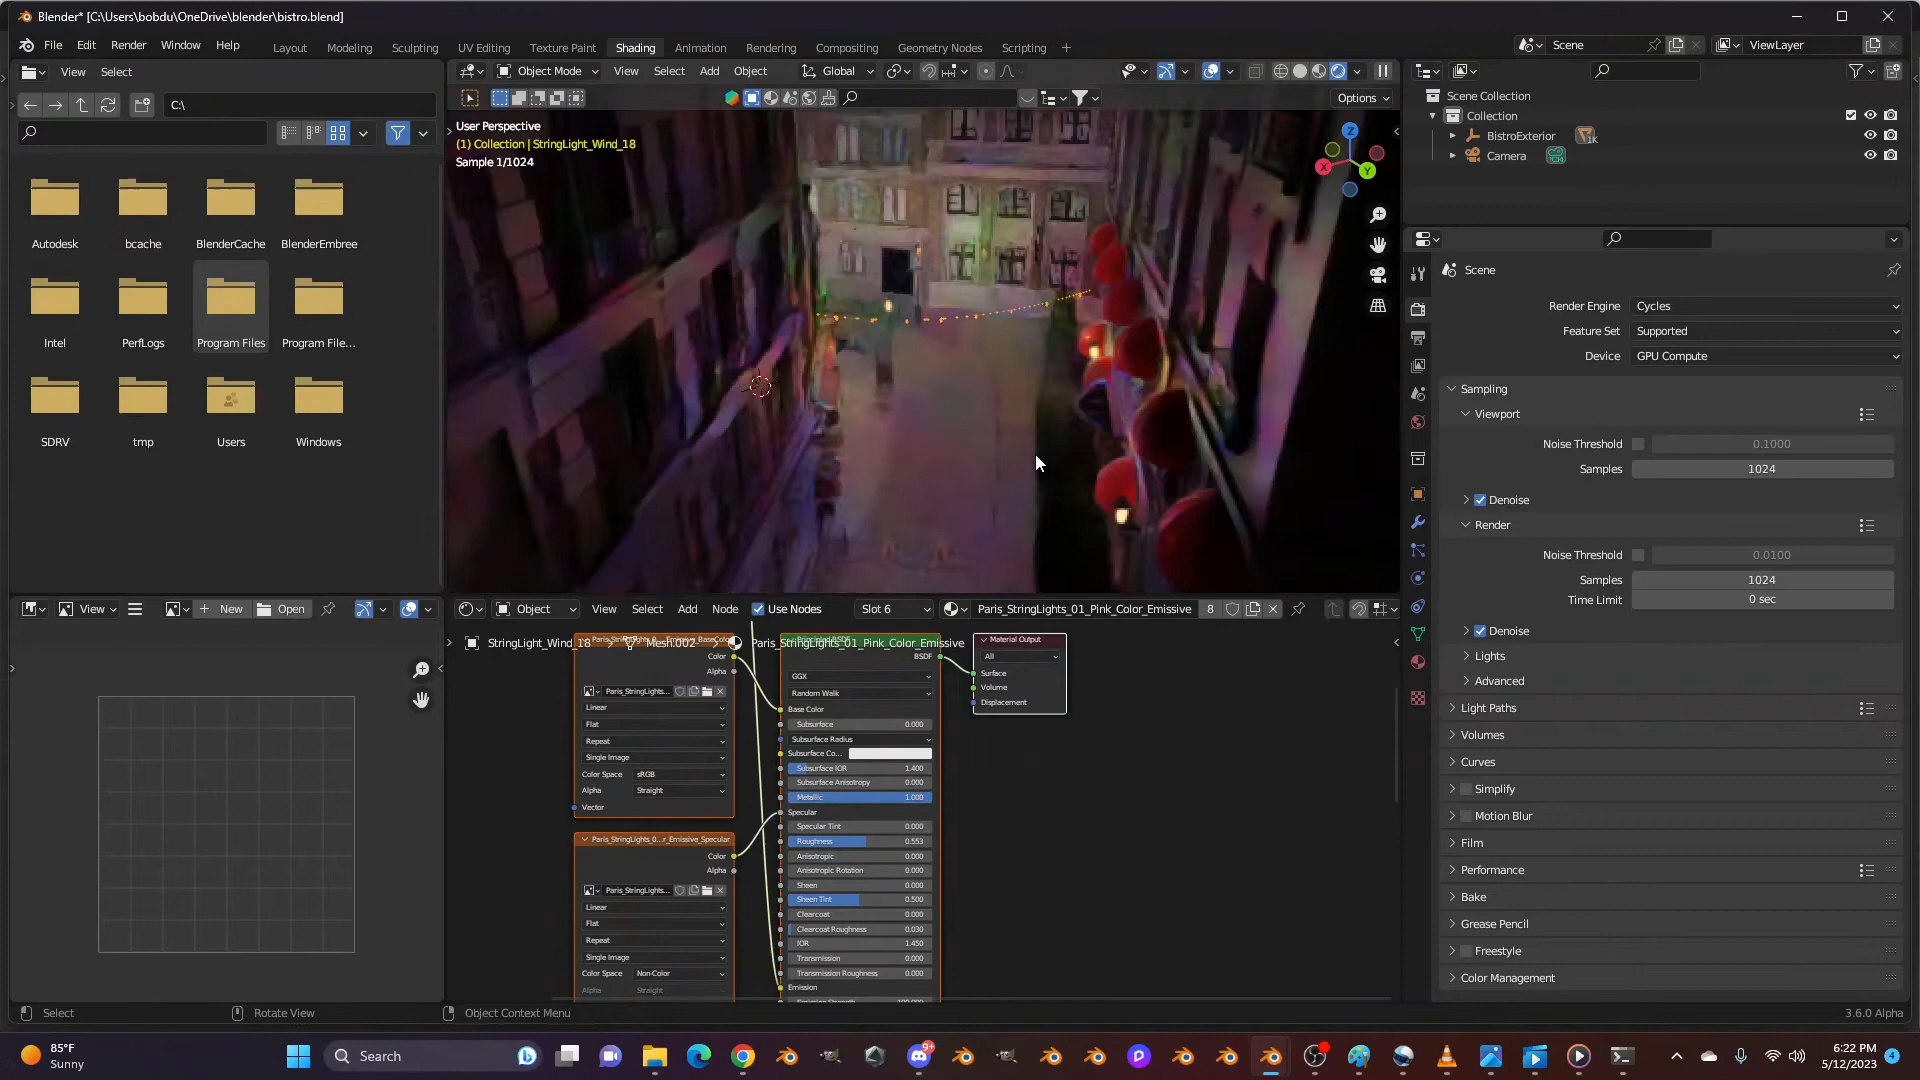 Blender* [C:\Users\bobdu\OneDrive\blender\bistro.blend]
File Edit Render Window Help
Layout Modeling Sculpting UV Editing Texture Paint Shading Animation Rendering Compositing Geometry Nodes Scripting +
Scene
ViewLayer
View Select
C:\
Autodesk bcache BlenderCache BlenderEmbree
Intel PerfLogs Program Files Program File...
SDRV tmp Users Windows
Object Mode View Select Add Object Global
Options
User Perspective
(1) Collection | StringLight_Wind_18
Sample 1/1024
Z
X
Y
Scene Collection
Collection
BistroExterior 1K
Camera
Scene
Render Engine Cycles
Feature Set Supported
Device GPU Compute
Sampling
Viewport
Noise Threshold 0.1000
Samples 1024
Denoise
Render
Noise Threshold 0.0100
Samples 1024
Time Limit 0 sec
Denoise
Lights
Advanced
Light Paths
Volumes
Curves
Simplify
Motion Blur
Film
Performance
Bake
Grease Pencil
Freestyle
Color Management
View New Open
Object View Select Add Node Use Nodes Slot 6 Paris_StringLights_01_Pink_Color_Emissive 8
StringLight_Wind_18 Mesh.002 Paris_StringLights_01_Pink_Color_Emissive
Color
Alpha
Paris_StringLights...
Linear
Flat
Repeat
Single Image
Color Space sRGB
Alpha Straight
Vector
Paris_StringLights_0...r_Emissive_Specular
Color
Alpha
Paris_StringLights...
Linear
Flat
Repeat
Single Image
Color Space Non-Color
Alpha Straight
BSDF
GGX
Random Walk
Base Color
Subsurface 0.000
Subsurface Radius
Subsurface Co...
Subsurface IOR 1.400
Subsurface Anisotropy 0.000
Metallic 1.000
Specular
Specular Tint 0.000
Roughness 0.553
Anisotropic 0.000
Anisotropic Rotation 0.000
Sheen 0.000
Sheen Tint 0.500
Clearcoat 0.000
Clearcoat Roughness 0.030
IOR 1.450
Transmission 0.000
Transmission Roughness 0.000
Emission
Material Output
All
Surface
Volume
Displacement
Select Rotate View Object Context Menu
3.6.0 Alpha
85°F
Sunny
Search
9+
6:22 PM
5/12/2023
4